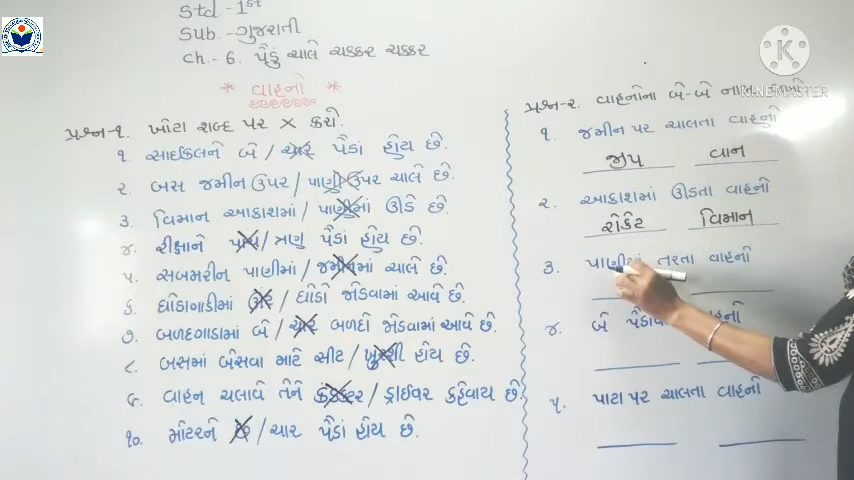 Std - 1st
Sub - ગુજરાતી
Ch. - 6. પૈડું ચાલે ચક્કર ચક્કર
* વાહનો *
પ્રશ્ન-૧. ખોટા શબ્દ પર × કરો.
૧. સાઈકલને બે / ચાર પૈડાં હોય છે.
૨. બસ જમીન ઉપર / પાણી ઉપર ચાલે છે.
૩. વિમાન આકાશમાં / પાણીમાં ઊડે છે.
૪. રીક્ષાને પાંચ / ત્રણ પૈડાં હોય છે.
૫. સબમરીન પાણીમાં / જમીનમાં ચાલે છે.
૬. ઘોડાગાડીમાં ઊંટ / ઘોડો જોડવામાં આવે છે.
૭. બળદગાડામાં બે / ચાર બળદો જોડવામાં આવે છે.
૮. બસમાં બેસવા માટે સીટ / ખુરશી હોય છે.
૯. વાહન ચલાવે તેને કંડક્ટર / ડ્રાઈવર કહેવાય છે.
૧૦. મોટરને છ / ચાર પૈડાં હોય છે.
પ્રશ્ન-૨. વાહનોના બે-બે નામ લખો
૧. જમીન પર ચાલતા વાહનો
જીપ વાન
૨. આકાશમાં ઊડતા વાહનો
રોકેટ વિમાન
૩. પાણીમાં તરતા વાહનો
૪. બે વાહનો
૫. પાટા પર ચાલતા વાહનો
KINEMASTER